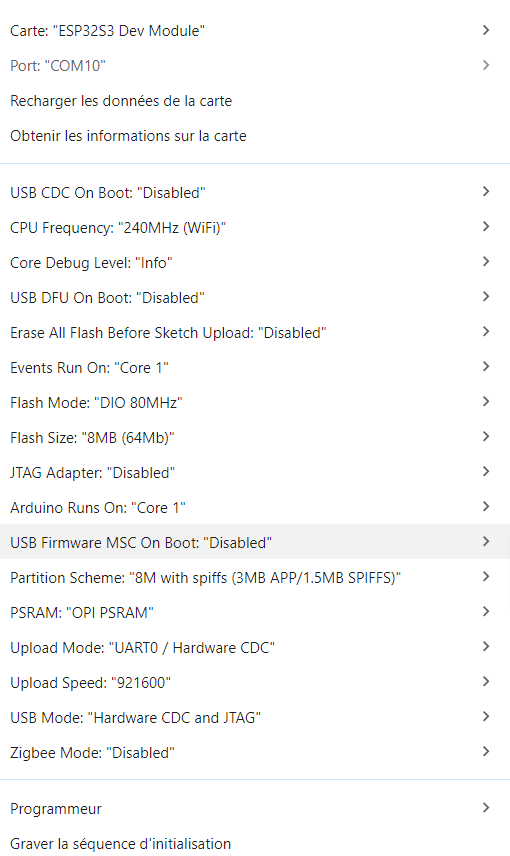 Carte: "ESP32S3 Dev Module"
Port: "COM10"
Recharger les données de la carte
Obtenir les informations sur la carte
USB CDC On Boot: "Disabled"
CPU Frequency: "240MHz (WiFi)"
Core Debug Level: "Info"
USB DFU On Boot: "Disabled"
Erase All Flash Before Sketch Upload: "Disabled"
Events Run On: "Core 1"
Flash Mode: "DIO 80MHz"
Flash Size: "8MB (64Mb)"
JTAG Adapter: "Disabled"
Arduino Runs On: "Core 1"
USB Firmware MSC On Boot: "Disabled"
Partition Scheme: "8M with spiffs (3MB APP/1.5MB SPIFFS)"
PSRAM: "OPI PSRAM"
Upload Mode: "UART0 / Hardware CDC"
Upload Speed: "921600"
USB Mode: "Hardware CDC and JTAG"
Zigbee Mode: "Disabled"
Programmeur
Graver la séquence d'initialisation